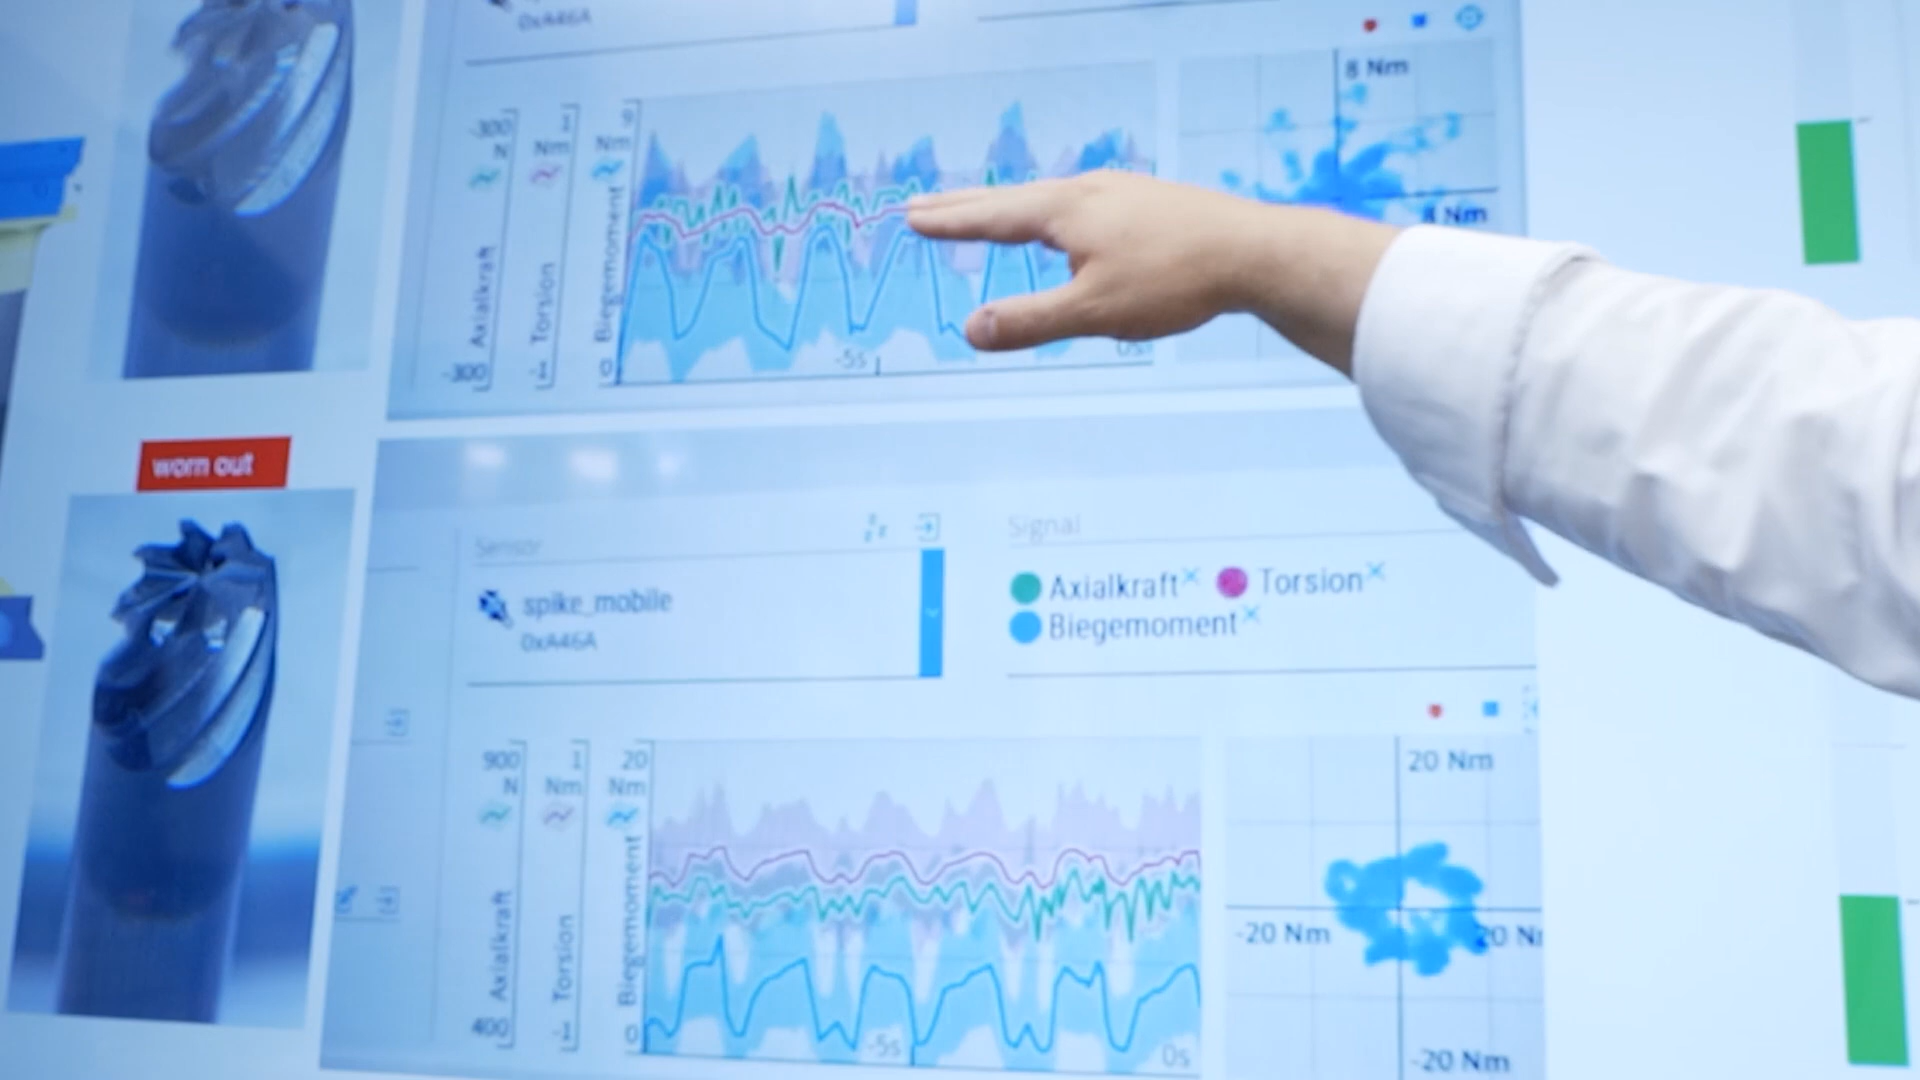 0xA46A
8 Nm
-300
N
1
Nm
9
Nm
8 Nm
Axialkraft
Torsion
Biegemoment
-300
-1
0
-5s
0s
worn out
Sensor
Signal
spike_mobile
0xA46A
Axialkraft
Torsion
Biegemoment
900
N
1
Nm
20
Nm
20 Nm
Axialkraft
Torsion
Biegemoment
-20 Nm
400
-1
0
-5s
0s
-20 Nm